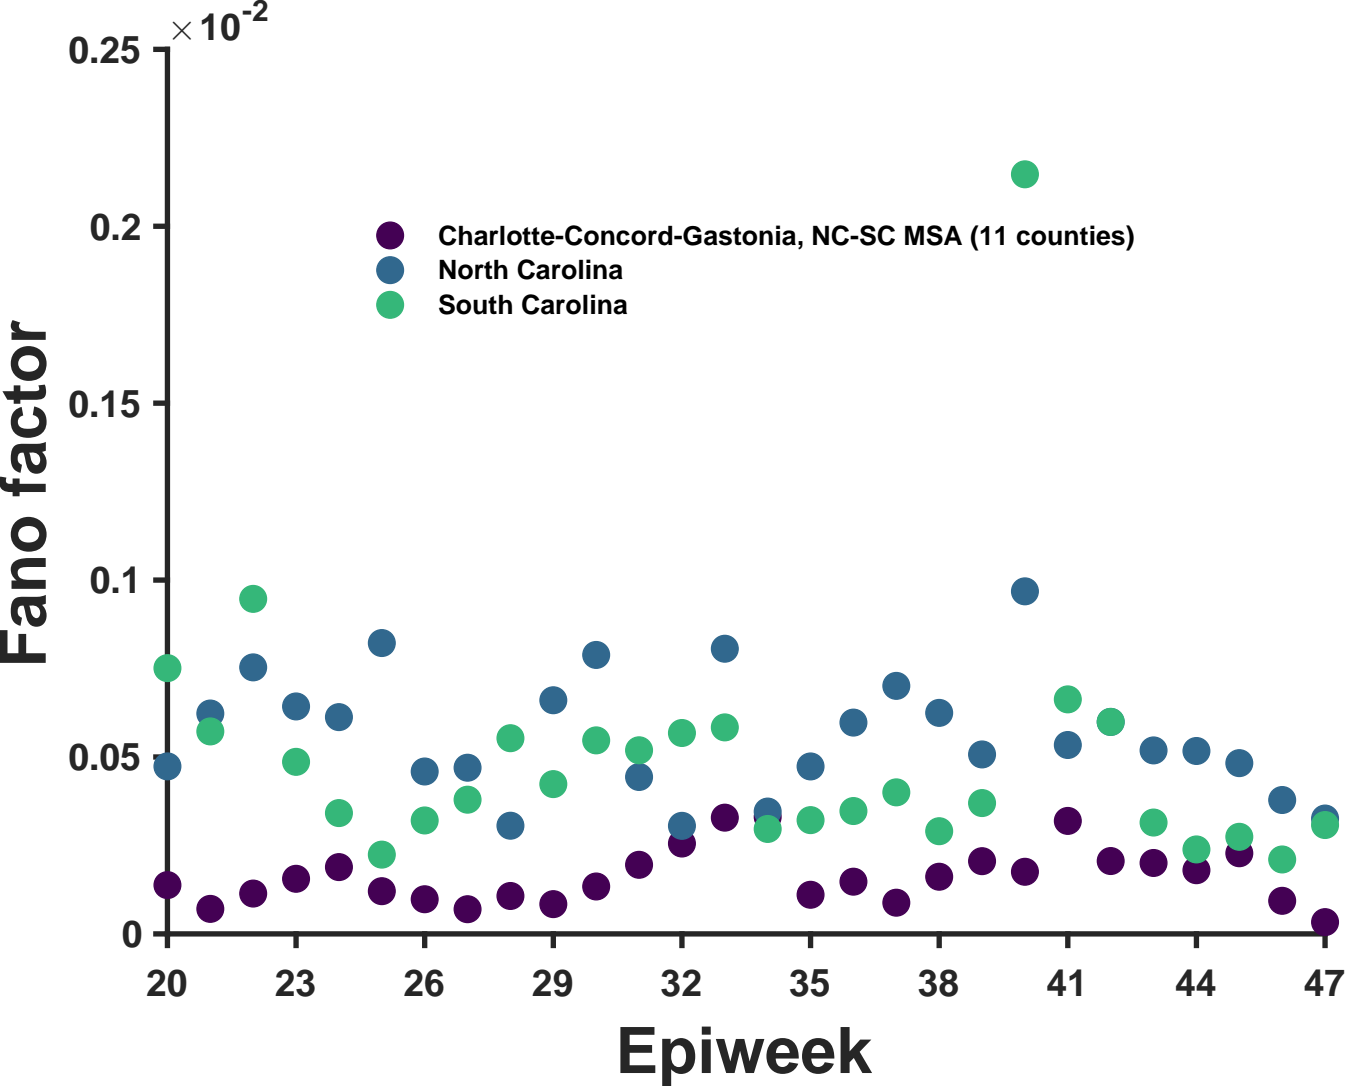 ×10-2
0.25
0.2
0.15
0.1
0.05
0
Fano factor
Charlotte-Concord-Gastonia, NC-SC MSA (11 counties)
North Carolina
South Carolina
20 23 26 29 32 35 38 41 44 47
Epiweek